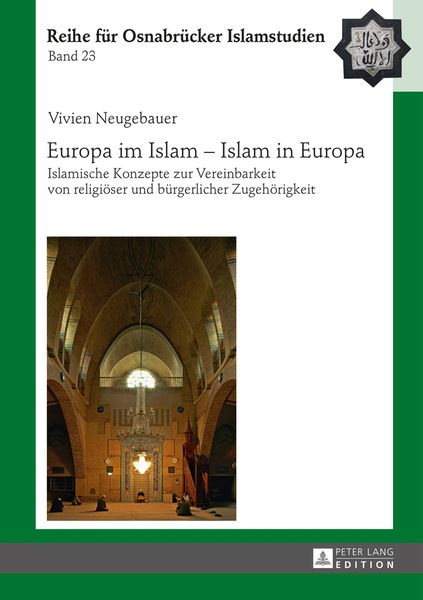 Reihe für Osnabrücker Islamstudien
Band 23
Vivien Neugebauer
Europa im Islam – Islam in Europa
Islamische Konzepte zur Vereinbarkeit
von religiöser und bürgerlicher Zugehörigkeit
PETER LANG
EDITION